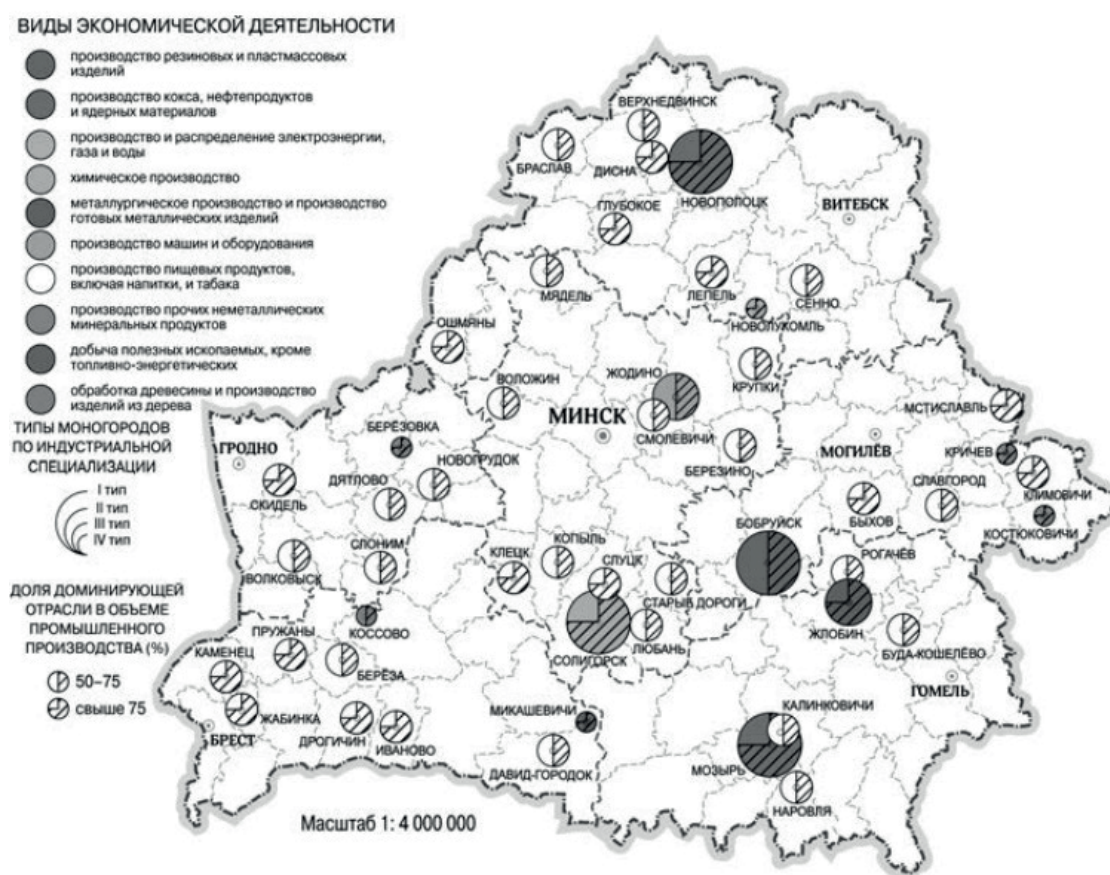 ВИДЫ ЭКОНОМИЧЕСКОЙ ДЕЯТЕЛЬНОСТИ
производство резиновых и пластмассовых
изделий
производство кокса, нефтепродуктов
и ядерных материалов
производство и распределение электроэнергии,
газа и воды
химическое производство
металлургическое производство и производство
готовых металлических изделий
производство машин и оборудования
производство пищевых продуктов,
включая напитки, и табака
производство прочих неметаллических
минеральных продуктов
добыча полезных ископаемых, кроме
топливно-энергетических
обработка древесины и производство
изделий из дерева
ТИПЫ МОНОГОРОДОВ
ПО ИНДУСТРИАЛЬНОЙ
СПЕЦИАЛИЗАЦИИ
I тип
II тип
III тип
IV тип
ДОЛЯ ДОМИНИРУЮЩЕЙ
ОТРАСЛИ В ОБЪЕМЕ
ПРОМЫШЛЕННОГО
ПРОИЗВОДСТВА (%)
50–75
свыше 75
ВЕРХНЕДВИНСК
БРАСЛАВ
ДИСНА
НОВОПОЛОЦК
ГЛУБОКОЕ
ВИТЕБСК
МЯДЕЛЬ
ЛЕПЕЛЬ
СЕННО
НОВОЛУКОМЛЬ
ОШМЯНЫ
ВОЛОЖИН
ЖОДИНО
КРУПКИ
МИНСК
СМОЛЕВИЧИ
БЕРЕЗИНО
МСТИСЛАВЛЬ
МОГИЛЁВ
КРИЧЕВ
ГРОДНО
БЕРЁЗОВКА
НОВОГРУДОК
ДЯТЛОВО
СКИДЕЛЬ
СЛАВГОРОД
КЛИМОВИЧИ
БЫХОВ
КОСТЮКОВИЧИ
БОБРУЙСК
РОГАЧЁВ
КОПЫЛЬ
КЛЕЦК
СЛУЦК
СЛОНИМ
ВОЛКОВЫСК
СТАРЫЕ ДОРОГИ
ЖЛОБИН
КОССОВО
ЛЮБАНЬ
СОЛИГОРСК
БУДА-КОШЕЛЁВО
ПРУЖАНЫ
КАМЕНЕЦ
БЕРЁЗА
ГОМЕЛЬ
ЖАБИНКА
БРЕСТ
ДРОГИЧИН
ИВАНОВО
МИКАШЕВИЧИ
КАЛИНКОВИЧИ
ДАВИД-ГОРОДОК
МОЗЫРЬ
НАРОВЛЯ
Масштаб 1: 4 000 000